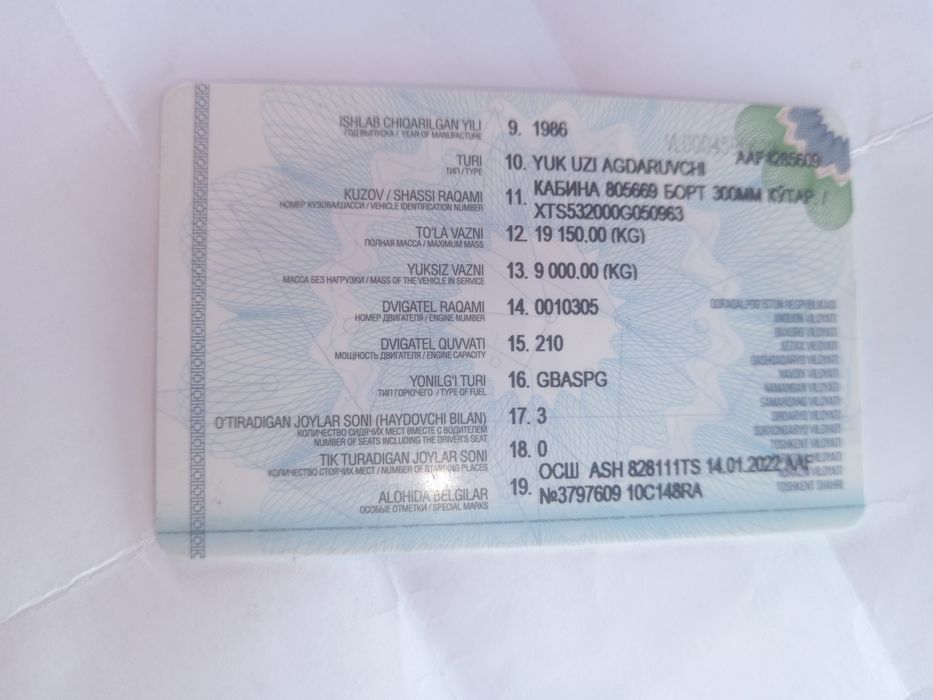 ISHLAB CHIQARILGAN YILI 9. 1986
ГОД ВЫПУСКА / YEAR OF MANUFACTURE
AAF 4285609
TURI 10. YUK UZI AGDARUVCHI
ТИП / TYPE
KUZOV / SHASSI RAQAMI 11. КАБИНА 805669 БОРТ 300ММ КЎТАР. /
НОМЕР КУЗОВА/ШАССИ / VEHICLE IDENTIFICATION NUMBER XTS532000G050963
TO'LA VAZNI 12. 19 150.00 (KG)
ПОЛНАЯ МАССА / MAXIMUM MASS
YUKSIZ VAZNI 13. 9 000.00 (KG)
МАССА БЕЗ НАГРУЗКИ / MASS OF THE VEHICLE IN SERVICE
DVIGATEL RAQAMI 14. 0010305
НОМЕР ДВИГАТЕЛЯ / ENGINE NUMBER
DVIGATEL QUVVATI 15. 210
МОЩНОСТЬ ДВИГАТЕЛЯ / ENGINE CAPACITY
YONILG'I TURI 16. GBASPG
ТИП ГОРЮЧЕГО / TYPE OF FUEL
O'TIRADIGAN JOYLAR SONI (HAYDOVCHI BILAN) 17. 3
КОЛИЧЕСТВО СИДЯЧИХ МЕСТ ВМЕСТЕ С ВОДИТЕЛЕМ
NUMBER OF SEATS INCLUDING THE DRIVER'S SEAT
TIK TURADIGAN JOYLAR SONI 18. 0
КОЛИЧЕСТВО СТОЯЧИХ МЕСТ / NUMBER OF STANDING PLACES
ALOHIDA BELGILAR 19. ОСШ ASH 828111TS 14.01.2022 AAF
ОСОБЫЕ ОТМЕТКИ / SPECIAL MARKS №3797609 10C148RA
QORAQALPOG'ISTON RESPUBLIKASI
ANDIJON VILOYATI
BUXORO VILOYATI
JIZZAX VILOYATI
QASHQADARYO VILOYATI
NAVOIY VILOYATI
NAMANGAN VILOYATI
SAMARQAND VILOYATI
SIRDARYO VILOYATI
SURXONDARYO VILOYATI
TOSHKENT VILOYATI
VILOYATI
TOSHKENT SHAHRI